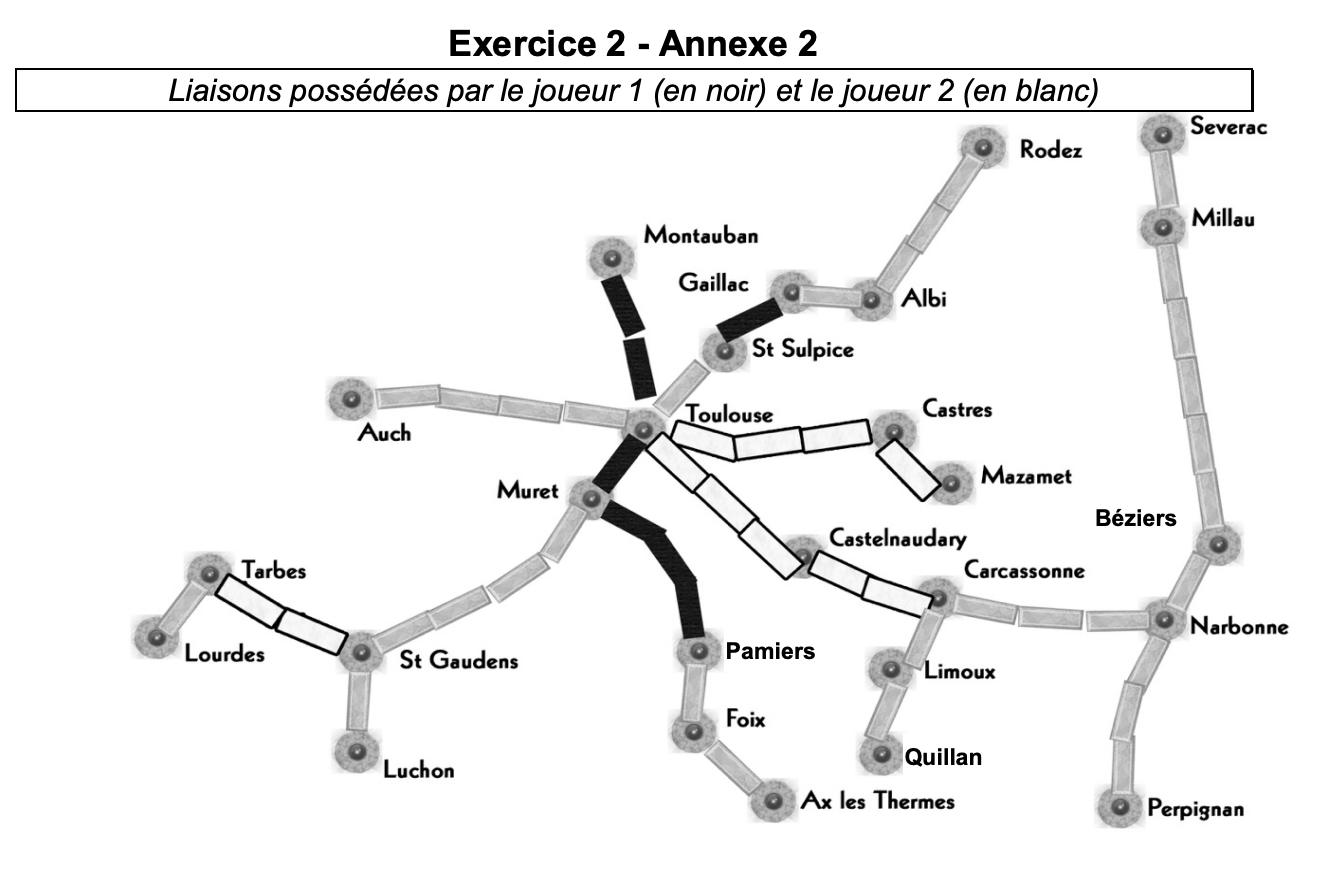 Exercice 2 - Annexe 2
Liaisons possédées par le joueur 1 (en noir) et le joueur 2 (en blanc)
Severac
Rodez
Millau
Montauban
Gaillac
Albi
St Sulpice
Auch
Toulouse
Castres
Mazamet
Muret
Béziers
Castelnaudary
Carcassonne
Tarbes
Narbonne
Lourdes
St Gaudens
Pamiers
Limoux
Foix
Quillan
Luchon
Ax les Thermes
Perpignan